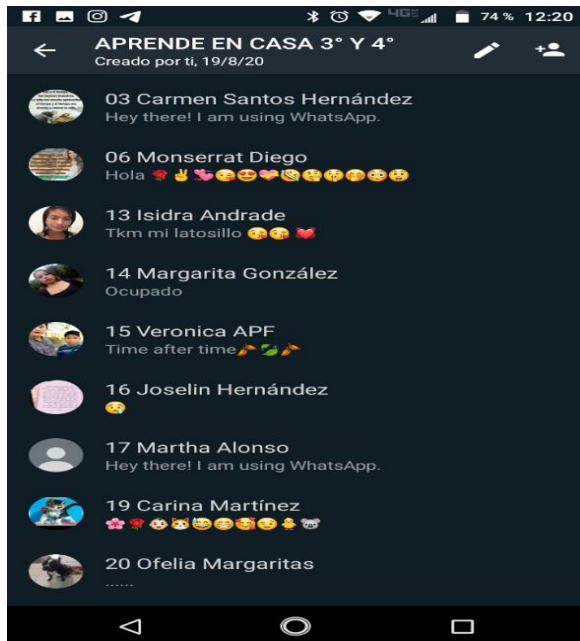 4G 74 % 12:20
APRENDE EN CASA 3° Y 4°
Creado por ti, 19/8/20
03 Carmen Santos Hernández
Hey there! I am using WhatsApp.
06 Monserrat Diego
Hola
13 Isidra Andrade
Tkm mi latosillo
14 Margarita González
Ocupado
15 Veronica APF
Time after time
16 Joselin Hernández
17 Martha Alonso
Hey there! I am using WhatsApp.
19 Carina Martínez
20 Ofelia Margaritas
......